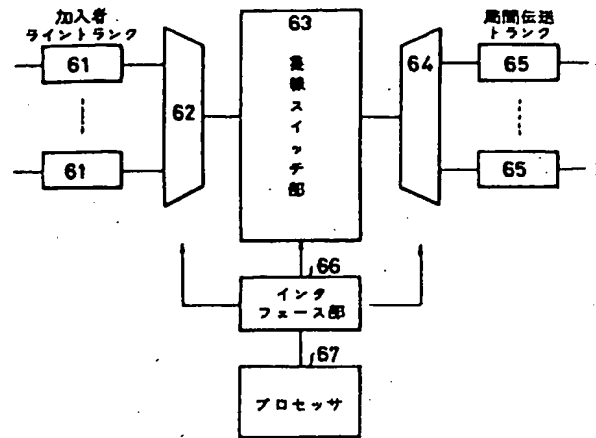 加入者
ライントランク
61
61
62
63
集線スイッチ部
64
局間伝送
トランク
65
65
66
インタ
フェース部
67
プロセッサ